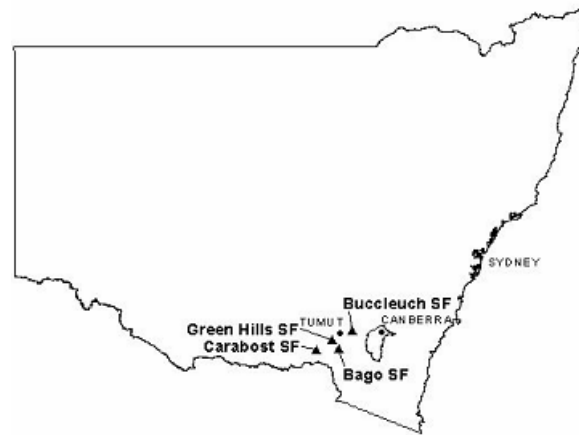 SYDNEY
Buccleuch SF
TUMUT
CANBERRA
Green Hills SF
Carabost SF
Bago SF